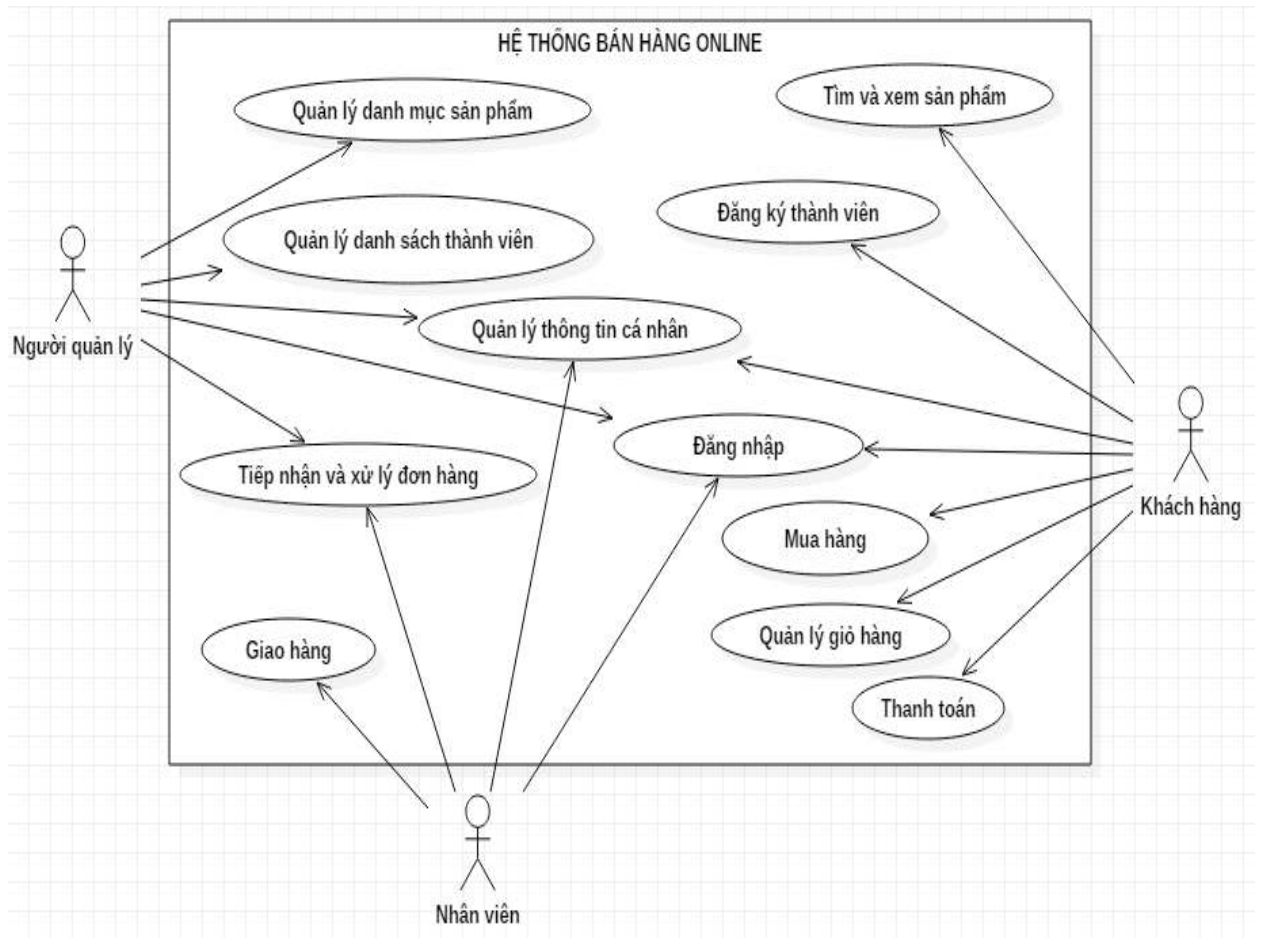 HỆ THỐNG BÁN HÀNG ONLINE
Quản lý danh mục sản phẩm
Tìm và xem sản phẩm
Đăng ký thành viên
Quản lý danh sách thành viên
Quản lý thông tin cá nhân
Người quản lý
Đăng nhập
Tiếp nhận và xử lý đơn hàng
Khách hàng
Mua hàng
Quản lý giỏ hàng
Giao hàng
Thanh toán
Nhân viên